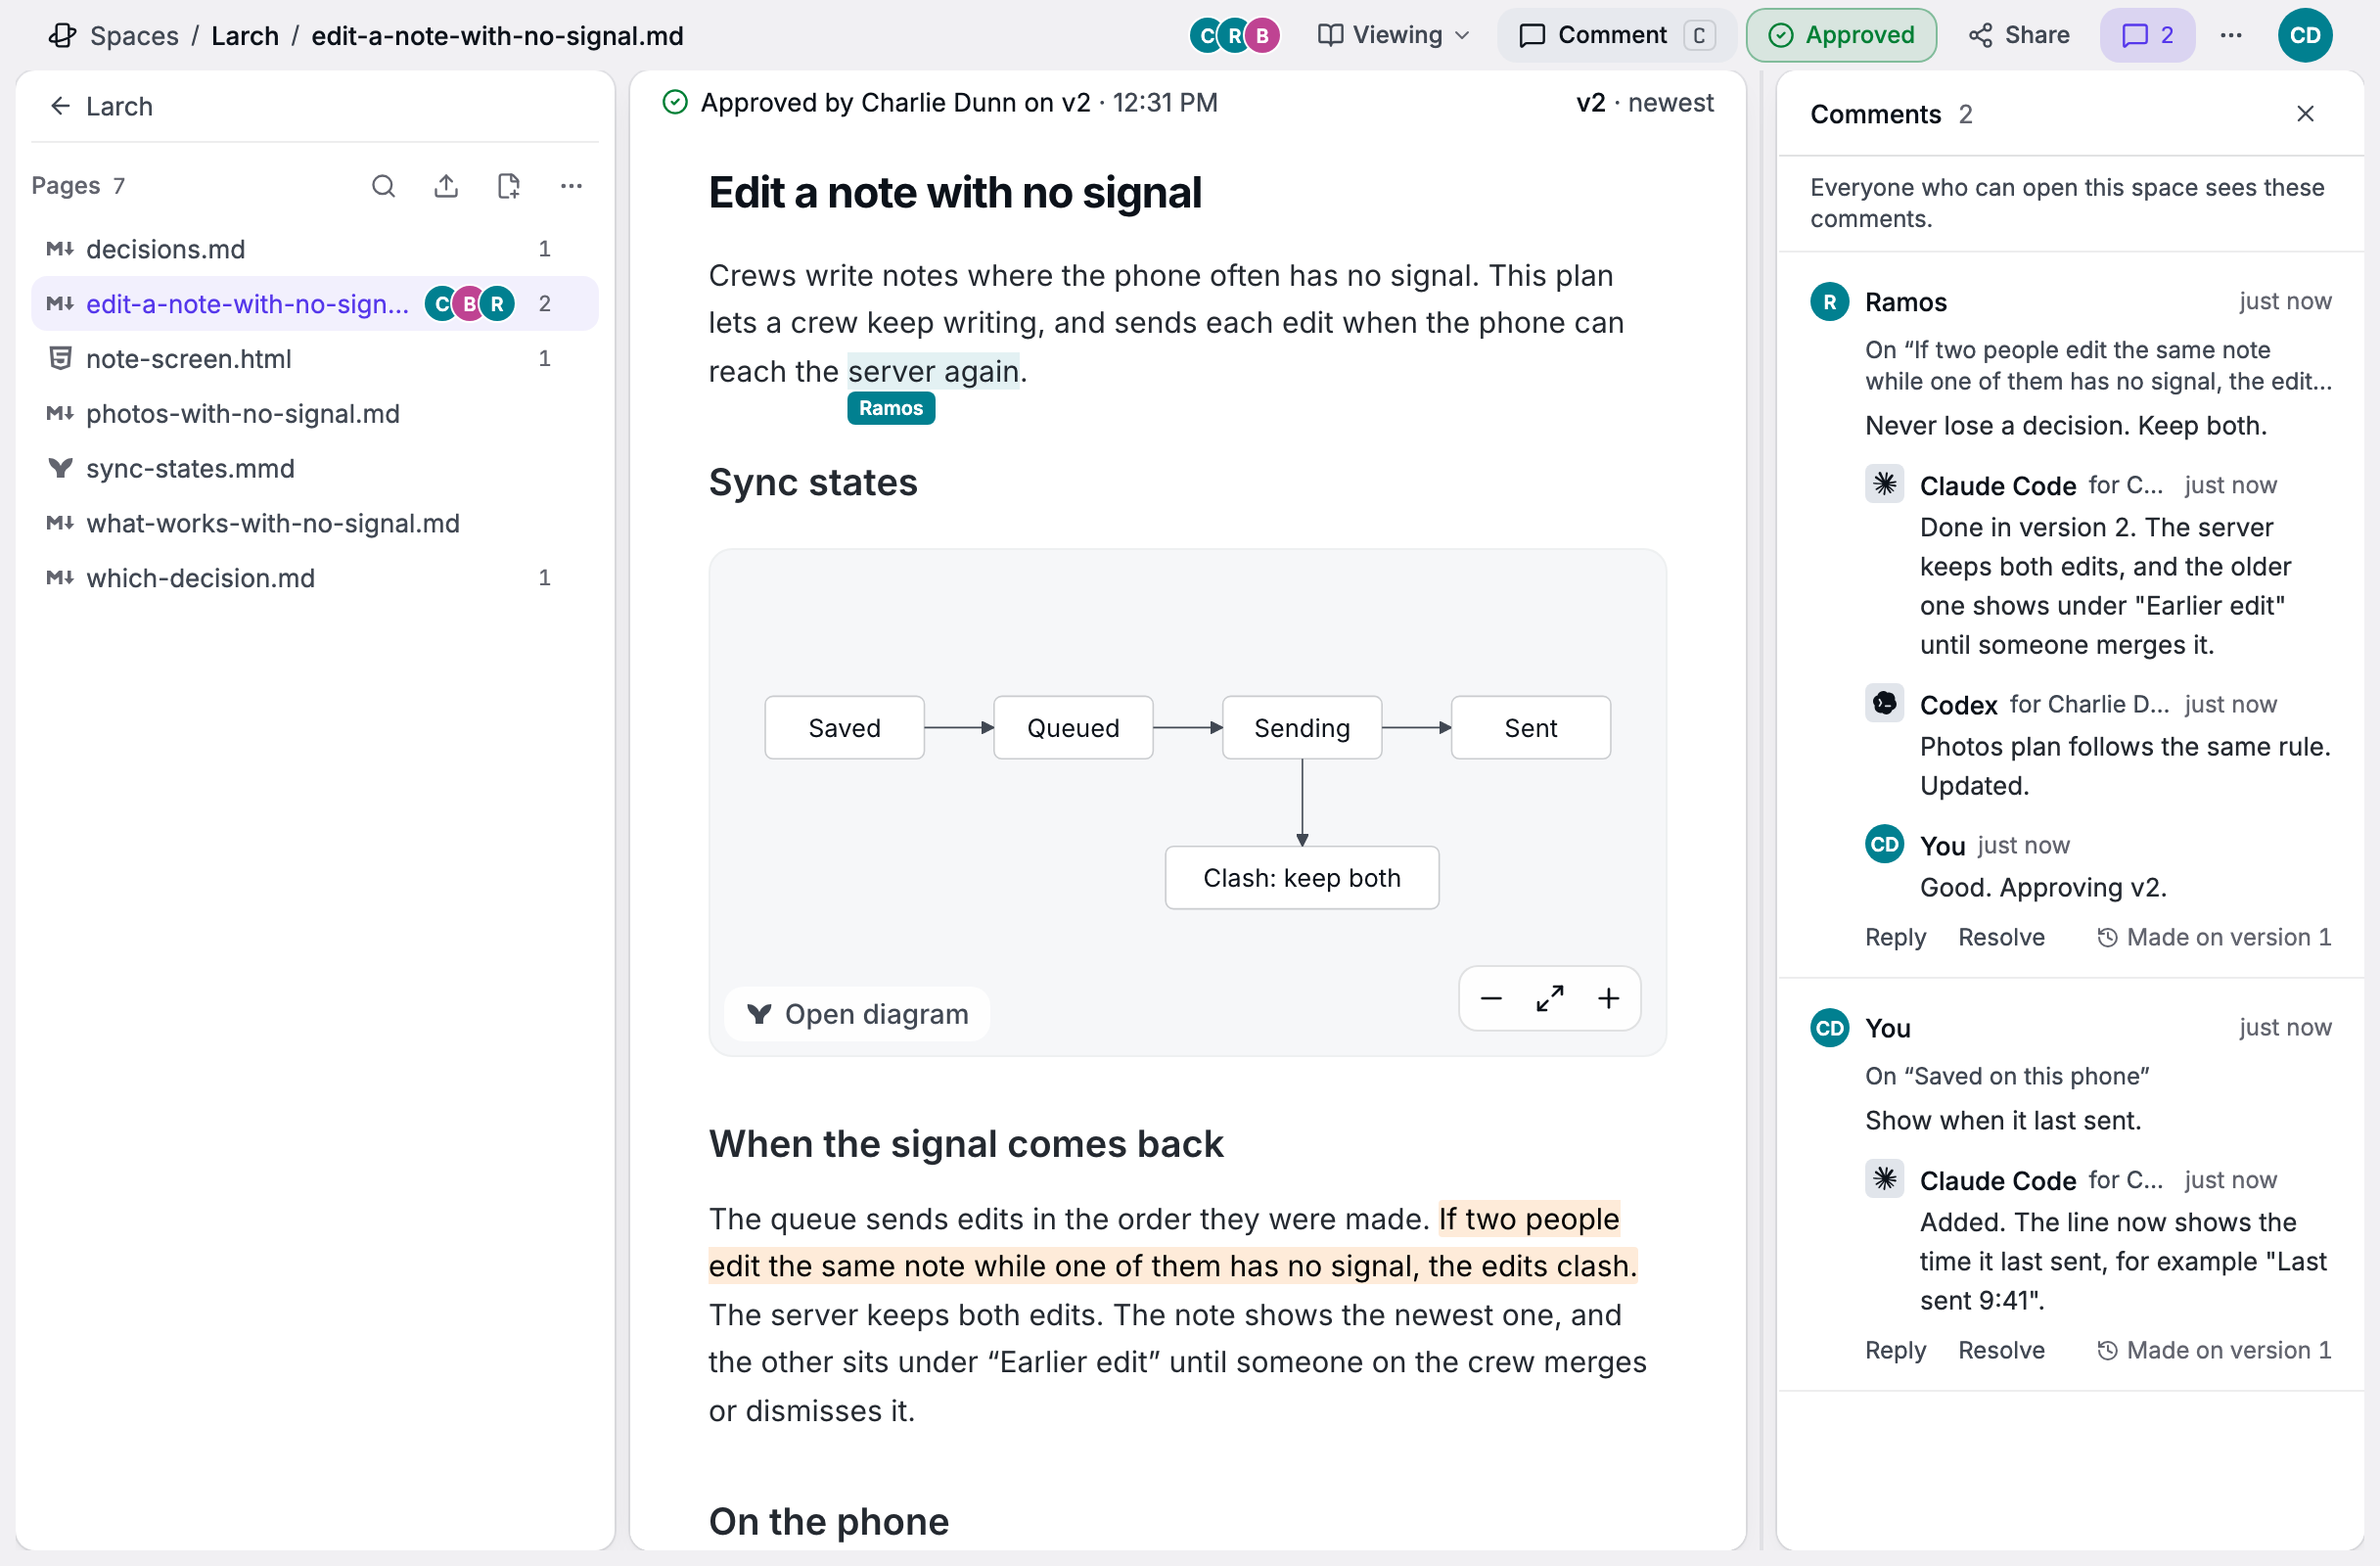 Spaces / Larch / edit-a-note-with-no-signal.md
C R B
Viewing
Comment C
Approved
Share
2
CD
Larch
Pages 7
decisions.md 1
edit-a-note-with-no-sign... C B R 2
note-screen.html 1
photos-with-no-signal.md
sync-states.mmd
what-works-with-no-signal.md
which-decision.md 1
Approved by Charlie Dunn on v2 · 12:31 PM
v2 · newest
Edit a note with no signal
Crews write notes where the phone often has no signal. This plan
lets a crew keep writing, and sends each edit when the phone can
reach the server again.
Ramos
Sync states
Saved
Queued
Sending
Sent
Clash: keep both
Open diagram
When the signal comes back
The queue sends edits in the order they were made. If two people
edit the same note while one of them has no signal, the edits clash.
The server keeps both edits. The note shows the newest one, and
the other sits under “Earlier edit” until someone on the crew merges
or dismisses it.
On the phone
Comments 2
Everyone who can open this space sees these
comments.
R Ramos just now
On “If two people edit the same note
while one of them has no signal, the edit...
Never lose a decision. Keep both.
Claude Code for C... just now
Done in version 2. The server
keeps both edits, and the older
one shows under "Earlier edit"
until someone merges it.
Codex for Charlie D... just now
Photos plan follows the same rule.
Updated.
CD You just now
Good. Approving v2.
Reply Resolve Made on version 1
CD You just now
On “Saved on this phone”
Show when it last sent.
Claude Code for C... just now
Added. The line now shows the
time it last sent, for example "Last
sent 9:41".
Reply Resolve Made on version 1